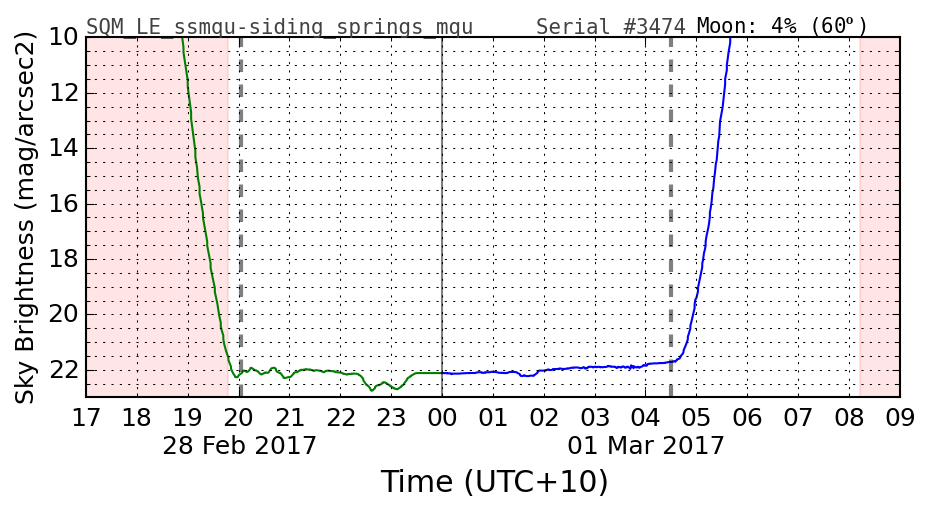 SQM_LE_ssmqu-siding_springs_mqu Serial #3474 Moon: 4% (60°)
Sky Brightness (mag/arcsec2)
10
12
14
16
18
20
22
17 18 19 20 21 22 23 00 01 02 03 04 05 06 07 08 09
28 Feb 2017 01 Mar 2017
Time (UTC+10)